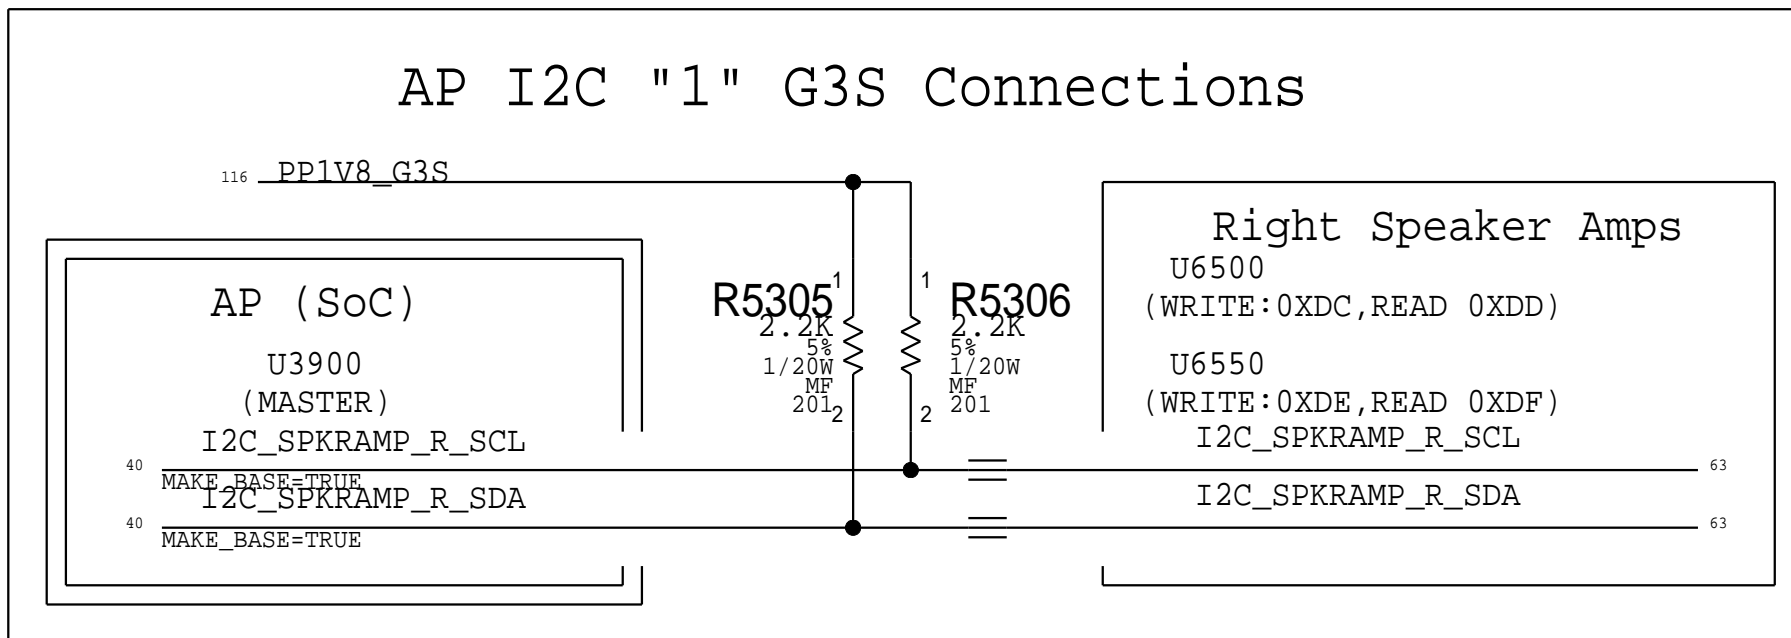 AP I2C "1" G3S Connections
116 PP1V8_G3S
Right Speaker Amps
U6500
(WRITE:0XDC,READ 0XDD)
U6550
(WRITE:0XDE,READ 0XDF)
AP (SoC)
U3900
(MASTER)
R5305
1
2.2K
5%
1/20W
MF
201
2
1
R5306
2.2K
5%
1/20W
MF
201
2
I2C_SPKRAMP_R_SCL
I2C_SPKRAMP_R_SCL
40
63
MAKE_BASE=TRUE
I2C_SPKRAMP_R_SDA
I2C_SPKRAMP_R_SDA
40
63
MAKE_BASE=TRUE